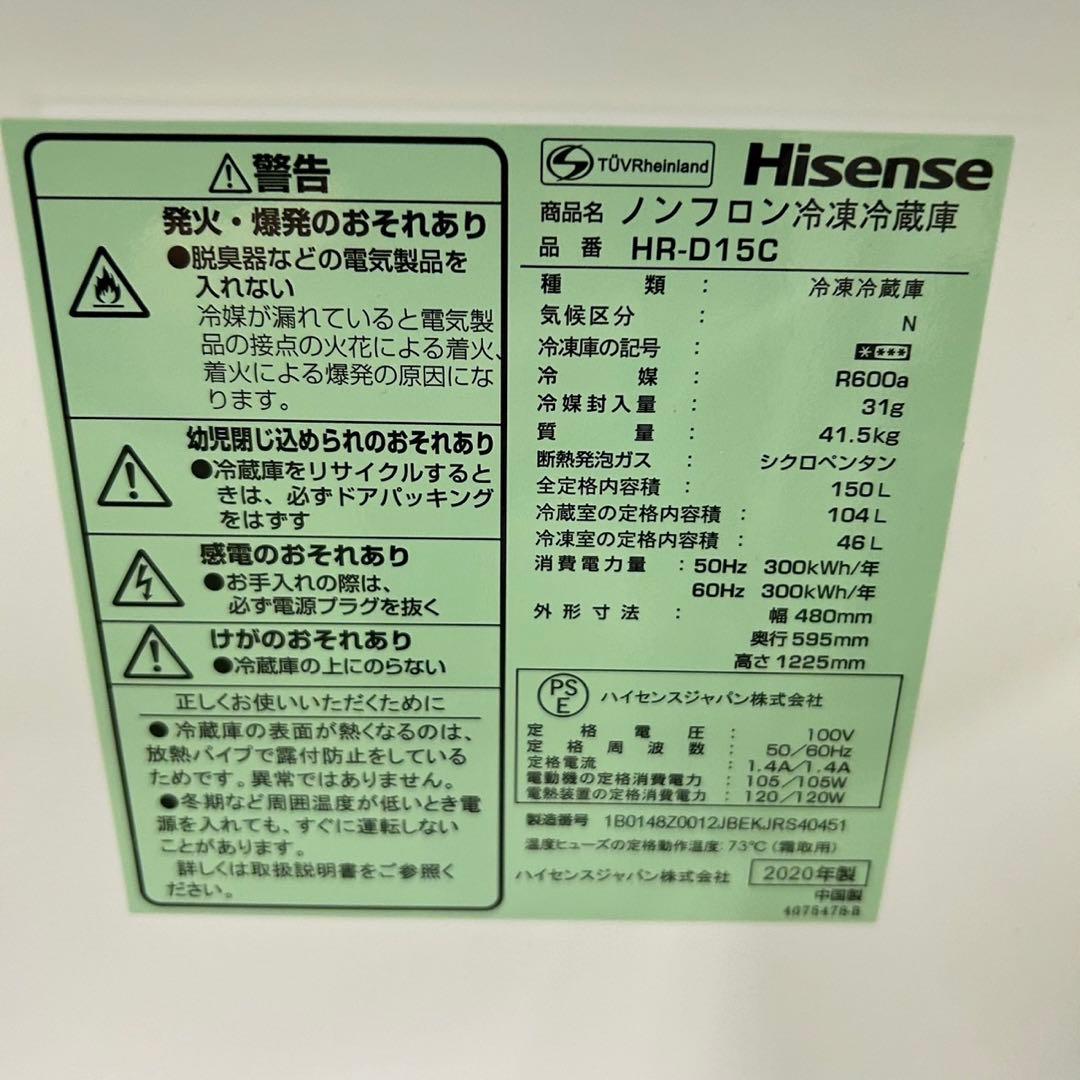 警告
発火・爆発のおそれあり
●脱臭器などの電気製品を
入れない
冷媒が漏れていると電気製
品の接点の火花による着火、
着火による爆発の原因にな
ります。
幼児閉じ込められのおそれあり
●冷蔵庫をリサイクルすると
きは、必ずドアパッキング
をはずす
感電のおそれあり
●お手入れの際は、
必ず電源プラグを抜く
けがのおそれあり
●冷蔵庫の上にのらない
正しくお使いいただくために
●冷蔵庫の表面が熱くなるのは、
放熱パイプで露付防止をしている
ためです。異常ではありません。
●冬期など周囲温度が低いとき電
源を入れても、すぐに運転しない
ことがあります。
詳しくは取扱説明書をご参照く
ださい。
TÜVRheinland Hisense
商品名 ノンフロン冷凍冷蔵庫
品番 HR-D15C
種類 : 冷凍冷蔵庫
気候区分 : N
冷凍庫の記号 : ****
冷媒 : R600a
冷媒封入量 : 31g
質量 : 41.5kg
断熱発泡ガス : シクロペンタン
全定格内容積 : 150L
冷蔵室の定格内容積 : 104L
冷凍室の定格内容積 : 46L
消費電力量 : 50Hz 300kWh/年
60Hz 300kWh/年
外形寸法 : 幅 480mm
奥行 595mm
高さ 1225mm
PSE ハイセンスジャパン株式会社
定格電圧 : 100V
定格周波数 : 50/60Hz
定格電流 : 1.4A/1.4A
電動機の定格消費電力 : 105/105W
電熱装置の定格消費電力 : 120/120W
製造番号 1B0148Z0012JBEKJRS40451
温度ヒューズの定格動作温度:73℃(霜取用)
ハイセンスジャパン株式会社 2020年製
中国製
4075478-B